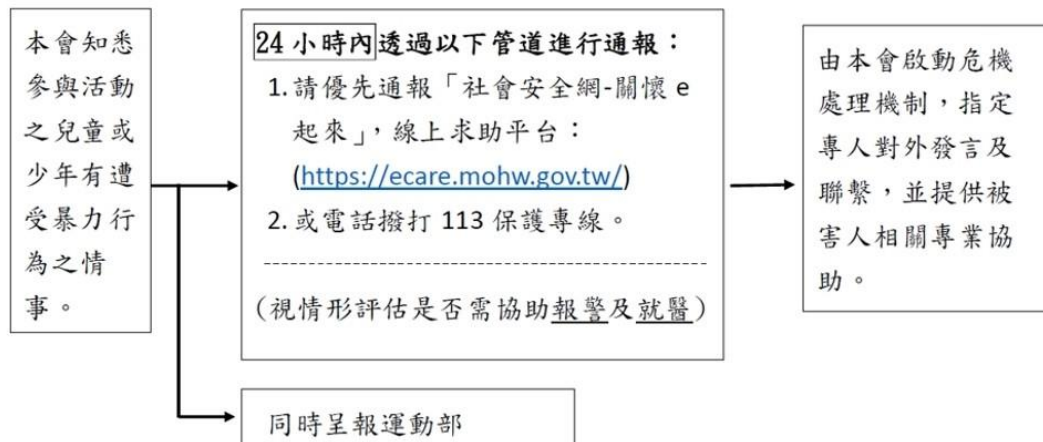 本會知悉
參與活動
之兒童或
少年有遭
受暴力行
為之情
事。
24 小時內透過以下管道進行通報：
1. 請優先通報「社會安全網-關懷 e
起來」，線上求助平台：
(https://ecare.mohw.gov.tw/)
2. 或電話撥打 113 保護專線。
(視情形評估是否需協助報警及就醫)
由本會啟動危機
處理機制，指定
專人對外發言及
聯繫，並提供被
害人相關專業協
助。
同時呈報運動部